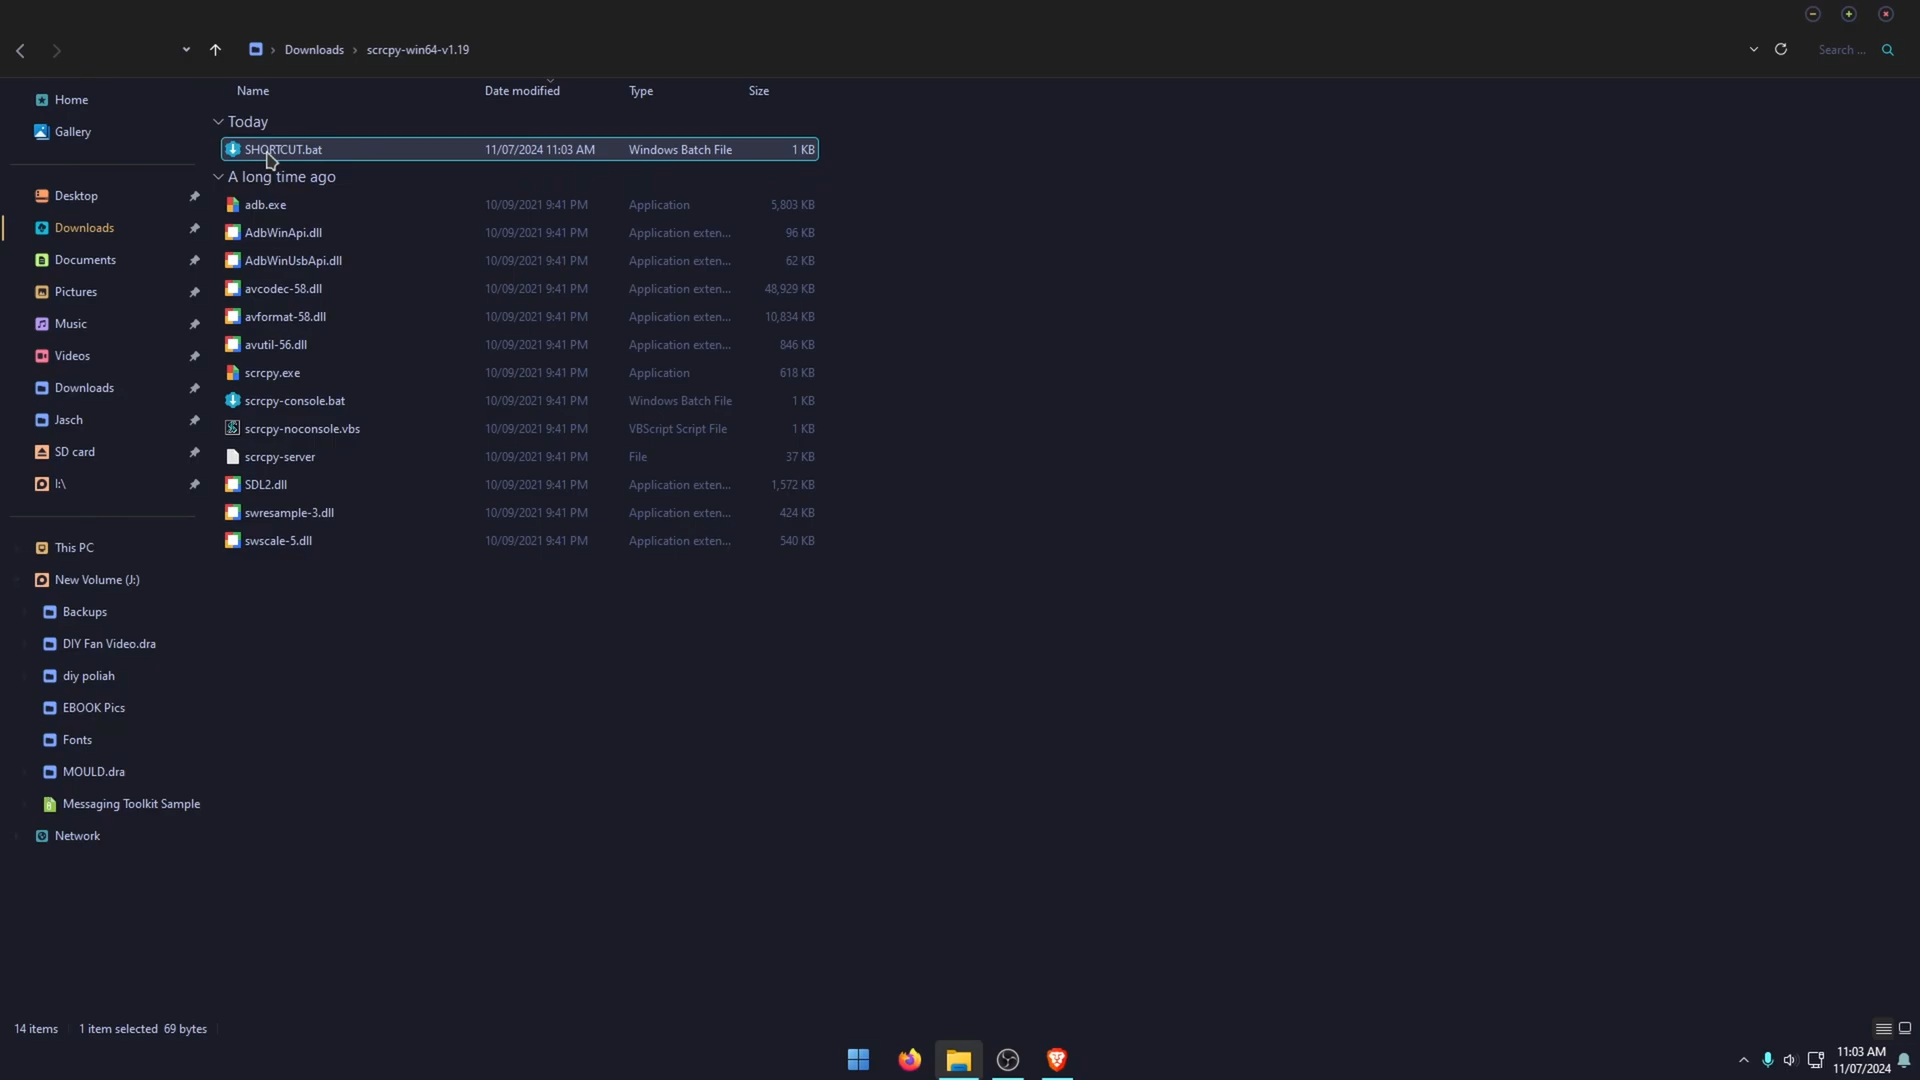 Downloads › scrcpy-win64-v1.19
Search ...
Name Date modified Type Size
Home
Gallery
Desktop
Downloads
Documents
Pictures
Music
Videos
Downloads
Jasch
SD card
I:\
This PC
New Volume (J:)
Backups
DIY Fan Video.dra
diy poliah
EBOOK Pics
Fonts
MOULD.dra
Messaging Toolkit Sample
Network
Today
SHORTCUT.bat 11/07/2024 11:03 AM Windows Batch File 1 KB
A long time ago
adb.exe 10/09/2021 9:41 PM Application 5,803 KB
AdbWinApi.dll 10/09/2021 9:41 PM Application exten... 96 KB
AdbWinUsbApi.dll 10/09/2021 9:41 PM Application exten... 62 KB
avcodec-58.dll 10/09/2021 9:41 PM Application exten... 48,929 KB
avformat-58.dll 10/09/2021 9:41 PM Application exten... 10,834 KB
avutil-56.dll 10/09/2021 9:41 PM Application exten... 846 KB
scrcpy.exe 10/09/2021 9:41 PM Application 618 KB
scrcpy-console.bat 10/09/2021 9:41 PM Windows Batch File 1 KB
scrcpy-noconsole.vbs 10/09/2021 9:41 PM VBScript Script File 1 KB
scrcpy-server 10/09/2021 9:41 PM File 37 KB
SDL2.dll 10/09/2021 9:41 PM Application exten... 1,572 KB
swresample-3.dll 10/09/2021 9:41 PM Application exten... 424 KB
swscale-5.dll 10/09/2021 9:41 PM Application exten... 540 KB
14 items 1 item selected 69 bytes
11:03 AM
11/07/2024